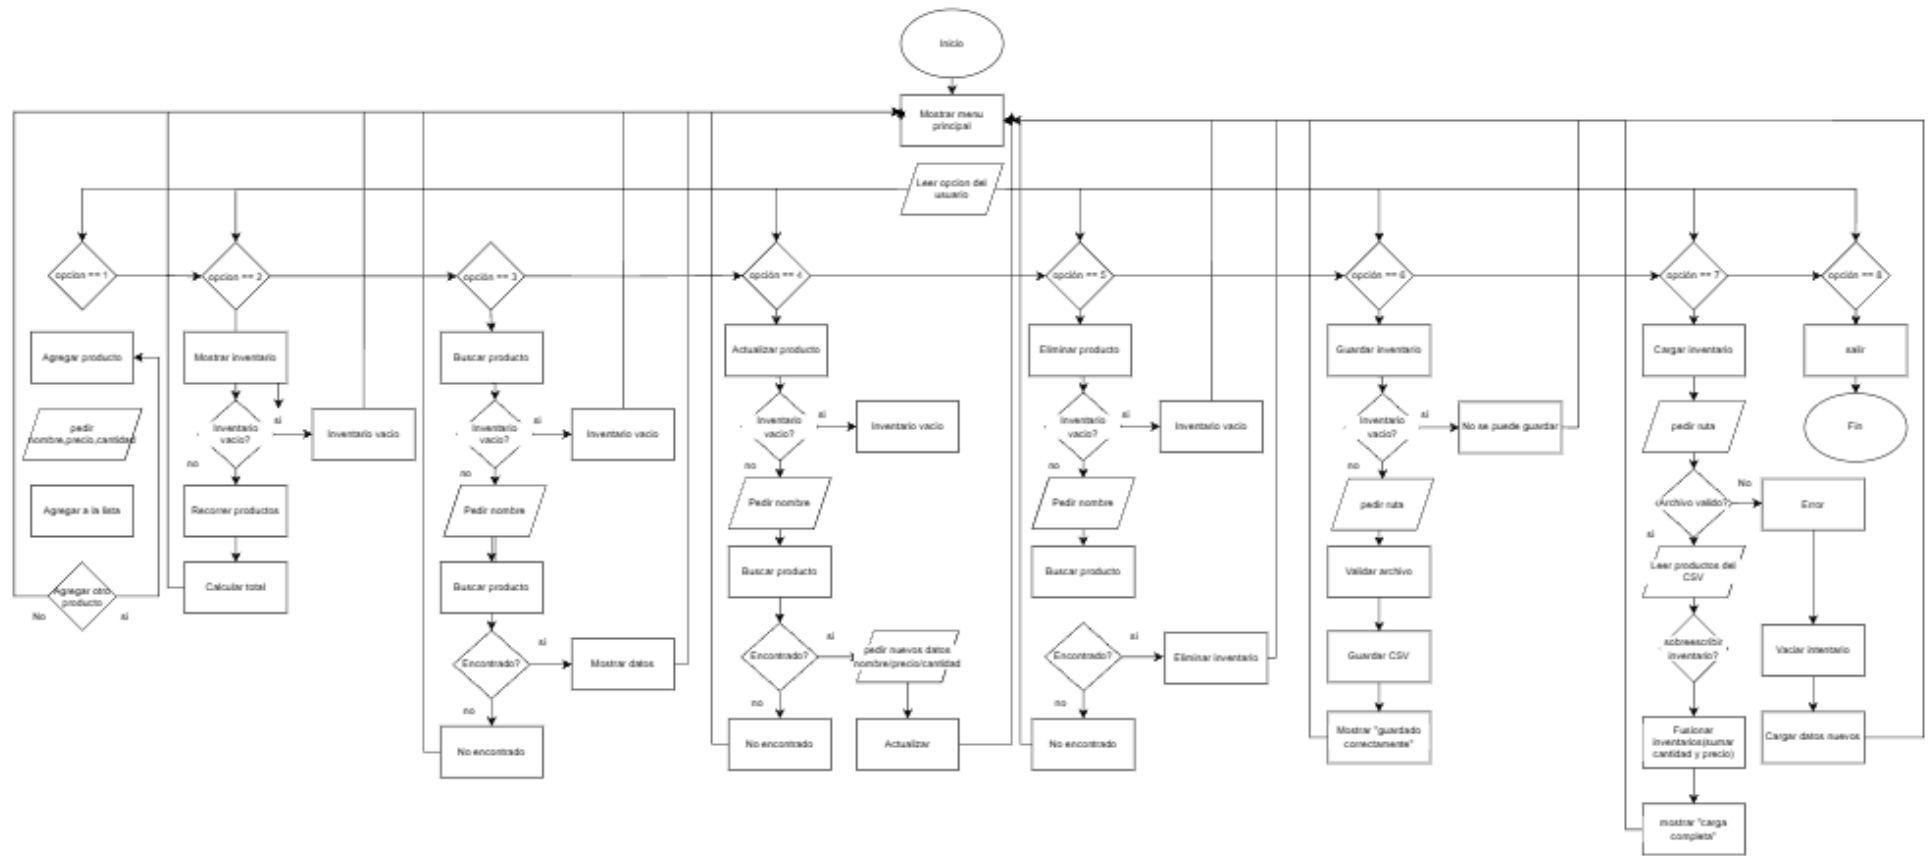 Inicio
Mostrar menu
principal
Leer opcion del
usuario
opcion == 1
opcion == 2
opción == 3
opción == 4
opción == 5
opción == 6
opción == 7
opción == 8
Agregar producto
pedir
nombre,precio,cantidad
Agregar a la lista
Agregar otro
producto
No
si
Mostrar inventario
Inventario
vacio?
si
Inventario vacio
no
Recorrer productos
Calcular total
Buscar producto
Inventario
vacio?
si
Inventario vacio
no
Pedir nombre
Buscar producto
Encontrado?
si
Mostrar datos
no
No encontrado
Actualizar producto
Inventario
vacio?
si
Inventario vacio
no
Pedir nombre
Buscar producto
Encontrado?
si
pedir nuevos datos
nombre/precio/cantidad
no
No encontrado
Actualizar
Eliminar producto
Inventario
vacio?
si
Inventario vacio
no
Pedir nombre
Buscar producto
Encontrado?
si
Eliminar inventario
no
No encontrado
Guardar inventario
Inventario
vacio?
si
No se puede guardar
no
pedir ruta
Validar archivo
Guardar CSV
Mostrar "guardado
correctamente"
Cargar inventario
pedir ruta
¿Archivo valido?
No
Error
si
Leer productos del
CSV
sobreescribir
inventario?
Vaciar intentario
Fusionar
inventarios(sumar
cantidad y precio)
Cargar datos nuevos
mostrar "carga
completa"
salir
Fin